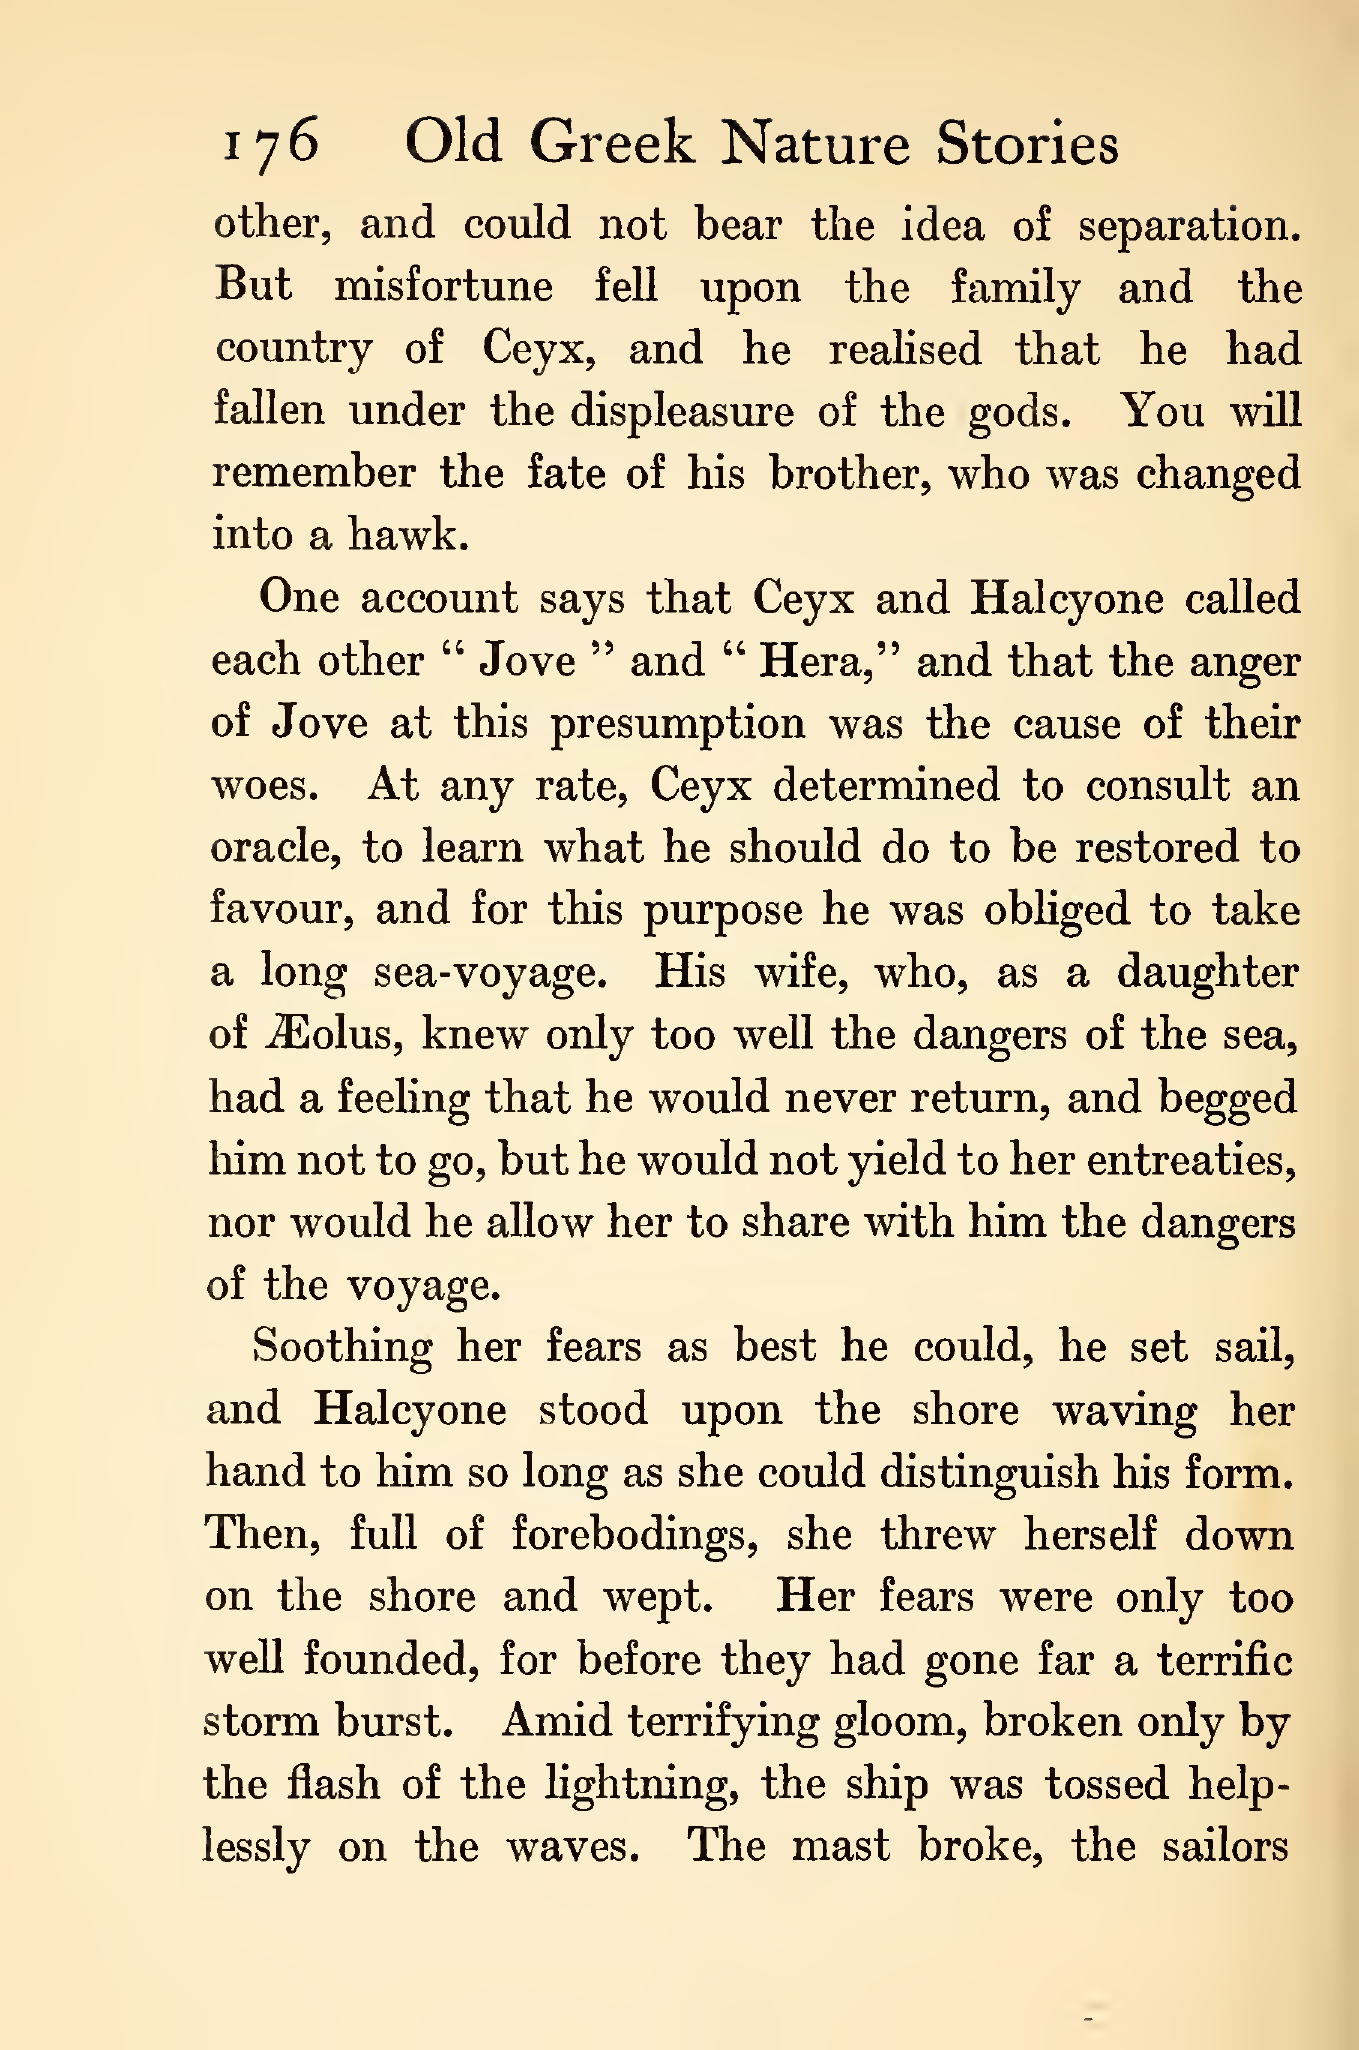 176 Old Greek Nature Stories
other, and could not bear the idea of separation.
But misfortune fell upon the family and the
country of Ceyx, and he realised that he had
fallen under the displeasure of the gods. You will
remember the fate of his brother, who was changed
into a hawk.
One account says that Ceyx and Halcyone called
each other “ Jove ” and “ Hera,” and that the anger
of Jove at this presumption was the cause of their
woes. At any rate, Ceyx determined to consult an
oracle, to learn what he should do to be restored to
favour, and for this purpose he was obliged to take
a long sea-voyage. His wife, who, as a daughter
of Æolus, knew only too well the dangers of the sea,
had a feeling that he would never return, and begged
him not to go, but he would not yield to her entreaties,
nor would he allow her to share with him the dangers
of the voyage.
Soothing her fears as best he could, he set sail,
and Halcyone stood upon the shore waving her
hand to him so long as she could distinguish his form.
Then, full of forebodings, she threw herself down
on the shore and wept. Her fears were only too
well founded, for before they had gone far a terrific
storm burst. Amid terrifying gloom, broken only by
the flash of the lightning, the ship was tossed help-
lessly on the waves. The mast broke, the sailors